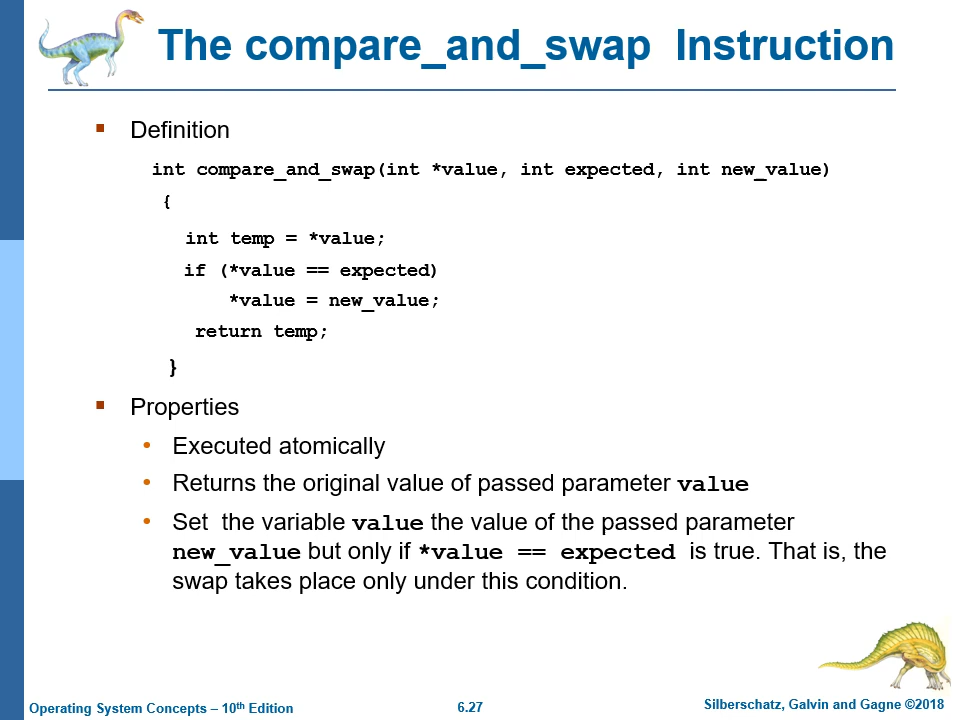 The compare_and_swap Instruction
Definition
int compare_and_swap(int *value, int expected, int new_value)
{
int temp = *value;
if (*value == expected)
*value = new_value;
return temp;
}
Properties
Executed atomically
Returns the original value of passed parameter value
Set the variable value the value of the passed parameter
new_value but only if *value == expected is true. That is, the
swap takes place only under this condition.
Operating System Concepts – 10th Edition
6.27
Silberschatz, Galvin and Gagne ©2018